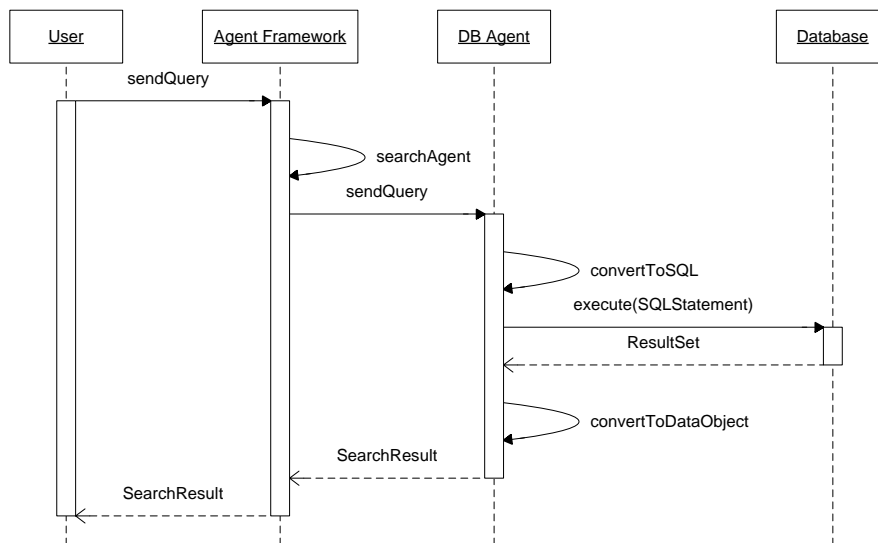 User
Agent Framework
DB Agent
Database
sendQuery
searchAgent
sendQuery
convertToSQL
execute(SQLStatement)
ResultSet
convertToDataObject
SearchResult
SearchResult